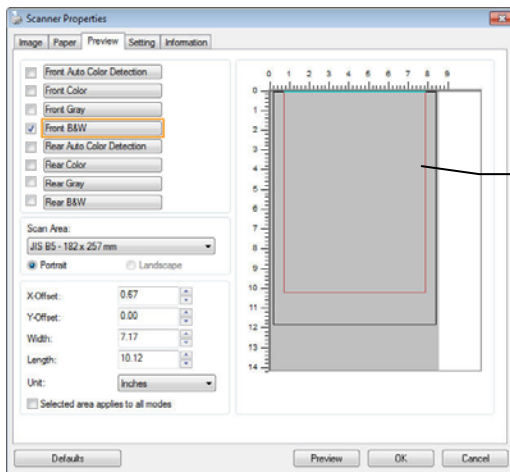 Scanner Properties
Image Paper Preview Setting Information
Front Auto Color Detection
Front Color
Front Gray
Front B&W
Rear Auto Color Detection
Rear Color
Rear Gray
Rear B&W
Scan Area:
JIS B5 - 182 x 257 mm
Portrait Landscape
X-Offset: 0.67
Y-Offset: 0.00
Width: 7.17
Length: 10.12
Unit: Inches
Selected area applies to all modes
0 1 2 3 4 5 6 7 8 9
0
1
2
3
4
5
6
7
8
9
10
11
12
13
14
Defaults Preview OK Cancel